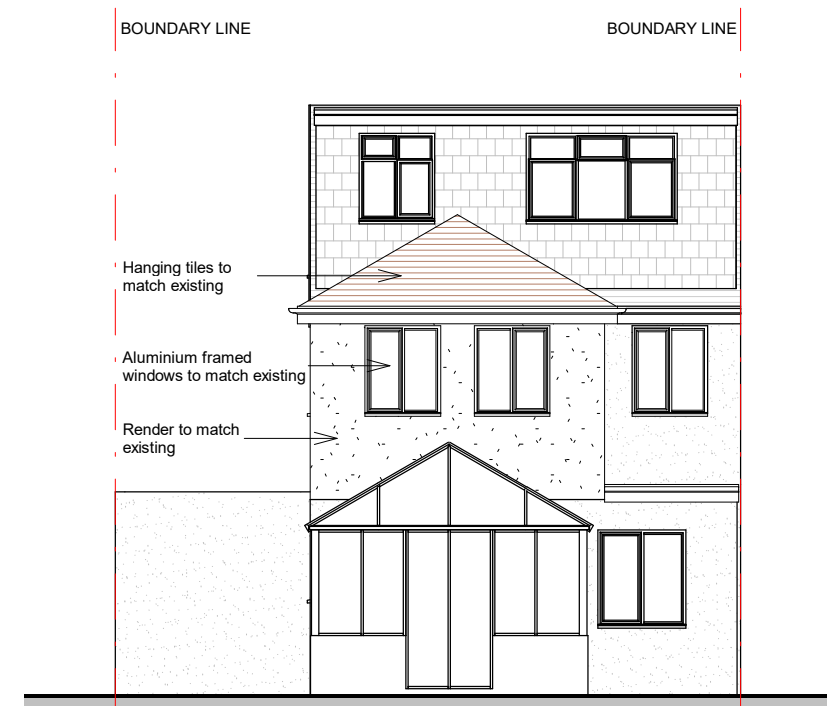 BOUNDARY LINE
BOUNDARY LINE
Hanging tiles to
match existing
Aluminium framed
windows to match existing
Render to match
existing